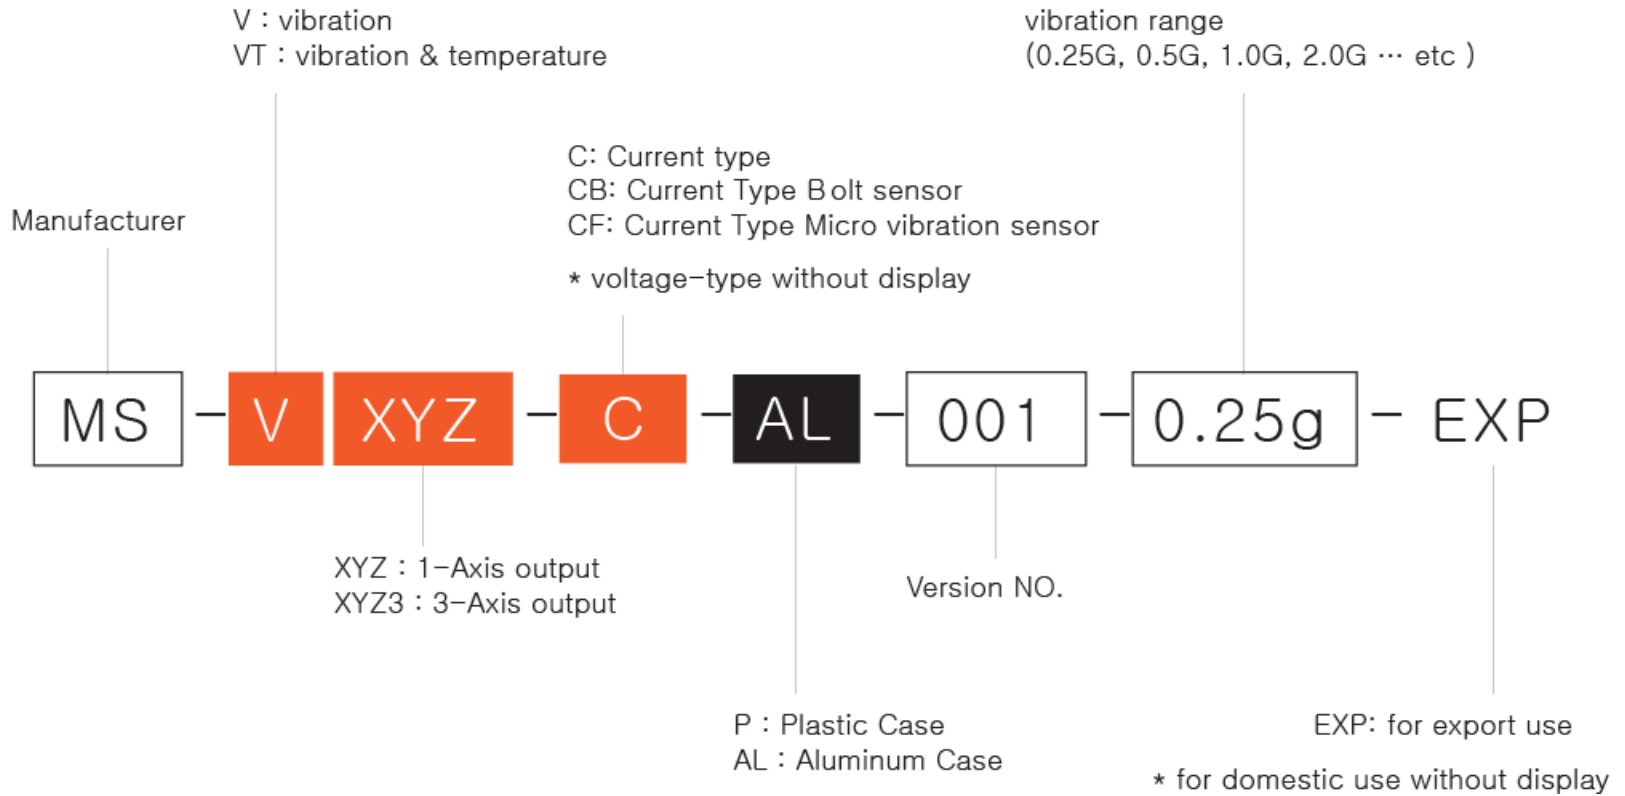 V : vibration
VT : vibration & temperature
vibration range
(0.25G, 0.5G, 1.0G, 2.0G ··· etc )
C: Current type
CB: Current Type Bolt sensor
CF: Current Type Micro vibration sensor
* voltage-type without display
Manufacturer
MS - V XYZ - C - AL - 001 - 0.25g - EXP
XYZ : 1-Axis output
XYZ3 : 3-Axis output
Version NO.
P : Plastic Case
AL : Aluminum Case
EXP: for export use
* for domestic use without display